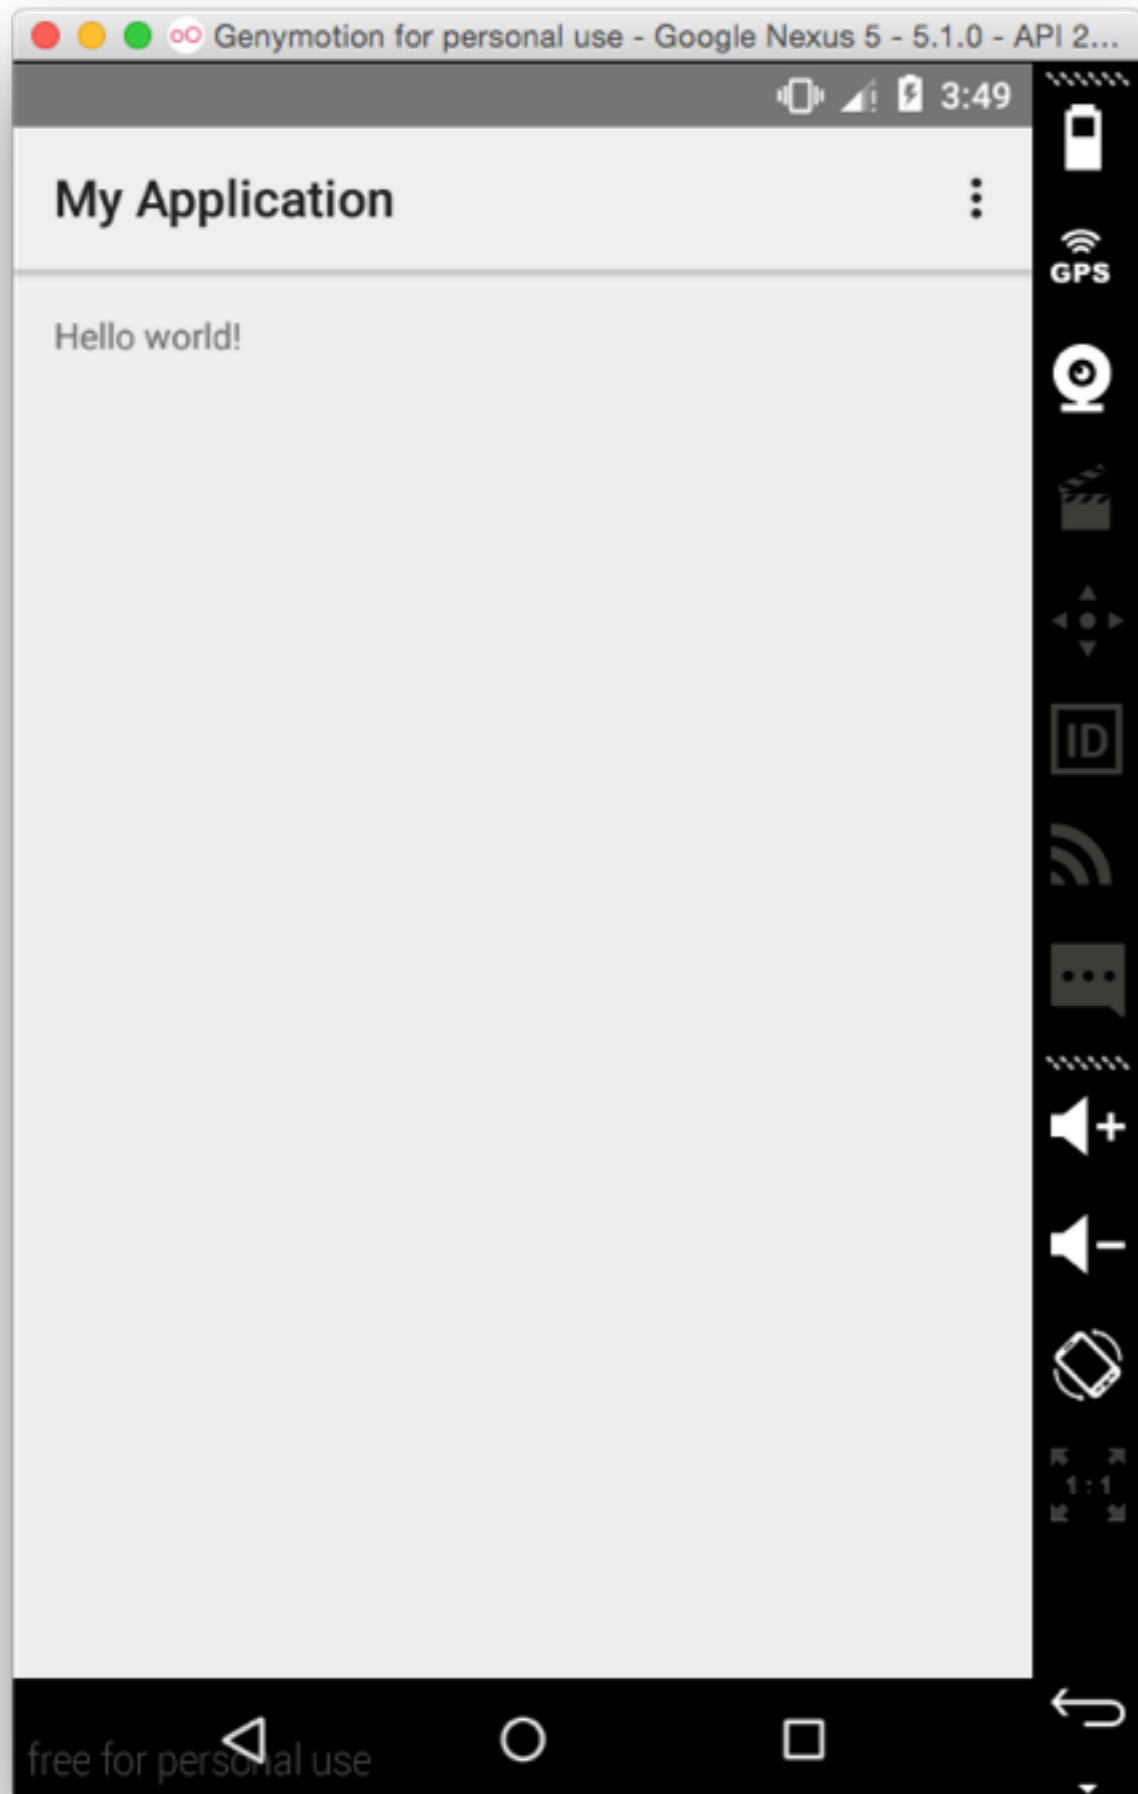 Genymotion for personal use - Google Nexus 5 - 5.1.0 - API 2...
3:49
My Application
GPS
Hello world!
ID
1:1
free for personal use